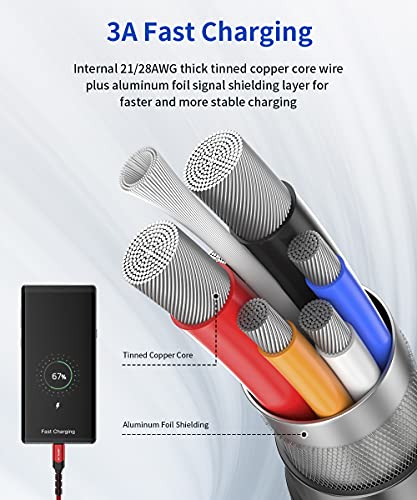 3A Fast Charging
Internal 21/28AWG thick tinned copper core wire
plus aluminum foil signal shielding layer for
faster and more stable charging
67%
Tinned Copper Core
Fast Charging
Aluminum Foil Shielding